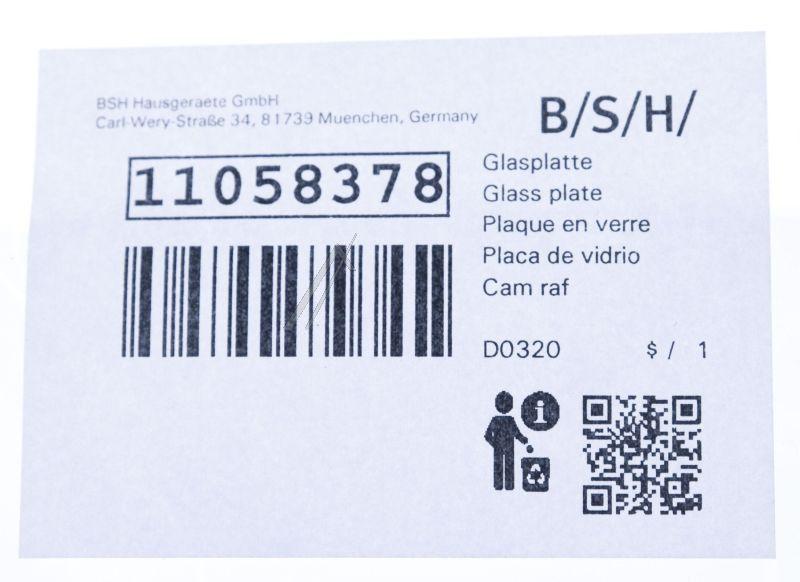 BSH Hausgeraete GmbH
Carl-Wery-Straße 34, 81739 Muenchen, Germany
B/S/H/
11058378
Glasplatte
Glass plate
Plaque en verre
Placa de vidrio
Cam raf
D0320 $ / 1
i